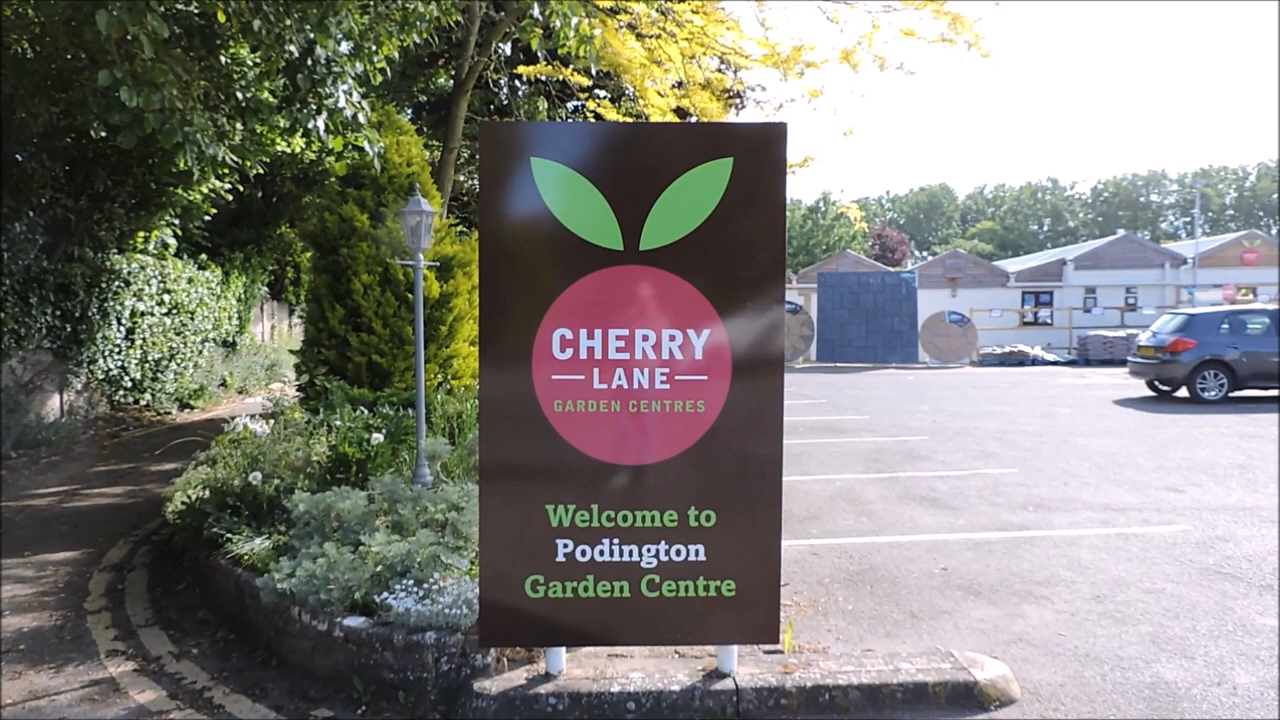 CHERRY
LANE
GARDEN CENTRES
Welcome to
Podington
Garden Centre